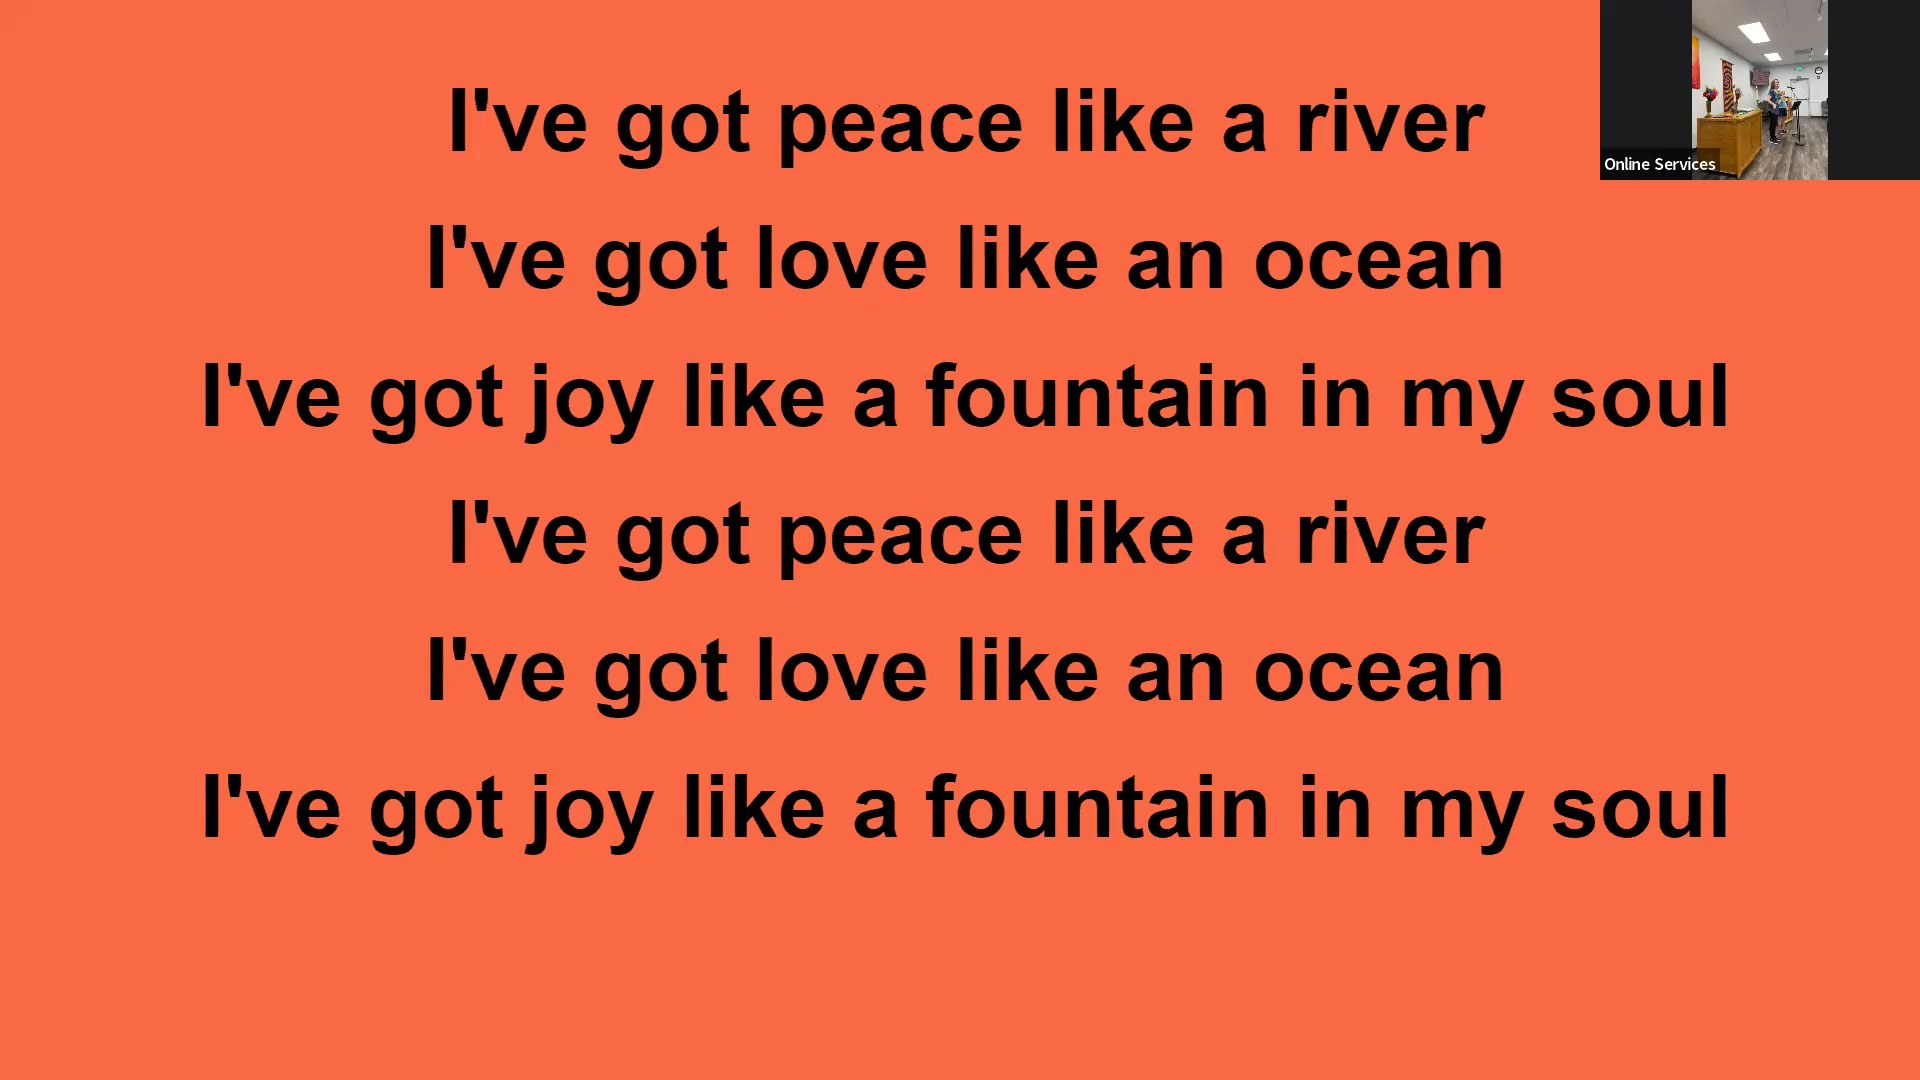 I've got peace like a river
I've got love like an ocean
I've got joy like a fountain in my soul
I've got peace like a river
I've got love like an ocean
I've got joy like a fountain in my soul
Online Services